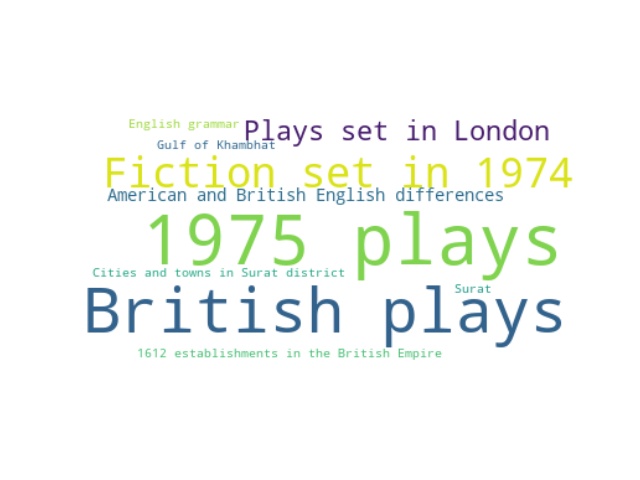 English grammar
Plays set in London
Gulf of Khambhat
Fiction set in 1974
American and British English differences
1975 plays
Cities and towns in Surat district
Surat
British plays
1612 establishments in the British Empire